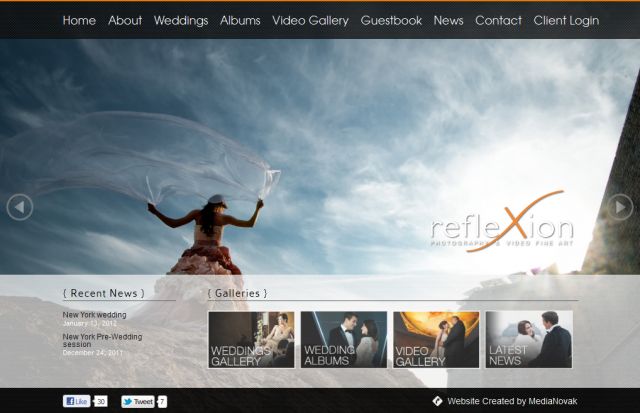 Home About Weddings Albums Video Gallery Guestbook News Contact Client Login
refleXion
PHOTOGRAPHY & VIDEO FINE ART
{ Recent News }
New York wedding
January 13, 2012
New York Pre-Wedding
session
December 24, 2011
{ Galleries }
WEDDINGS
GALLERY
WEDDING
ALBUMS
VIDEO
GALLERY
LATEST
NEWS
Like 30
Tweet 7
Website Created by MediaNovak